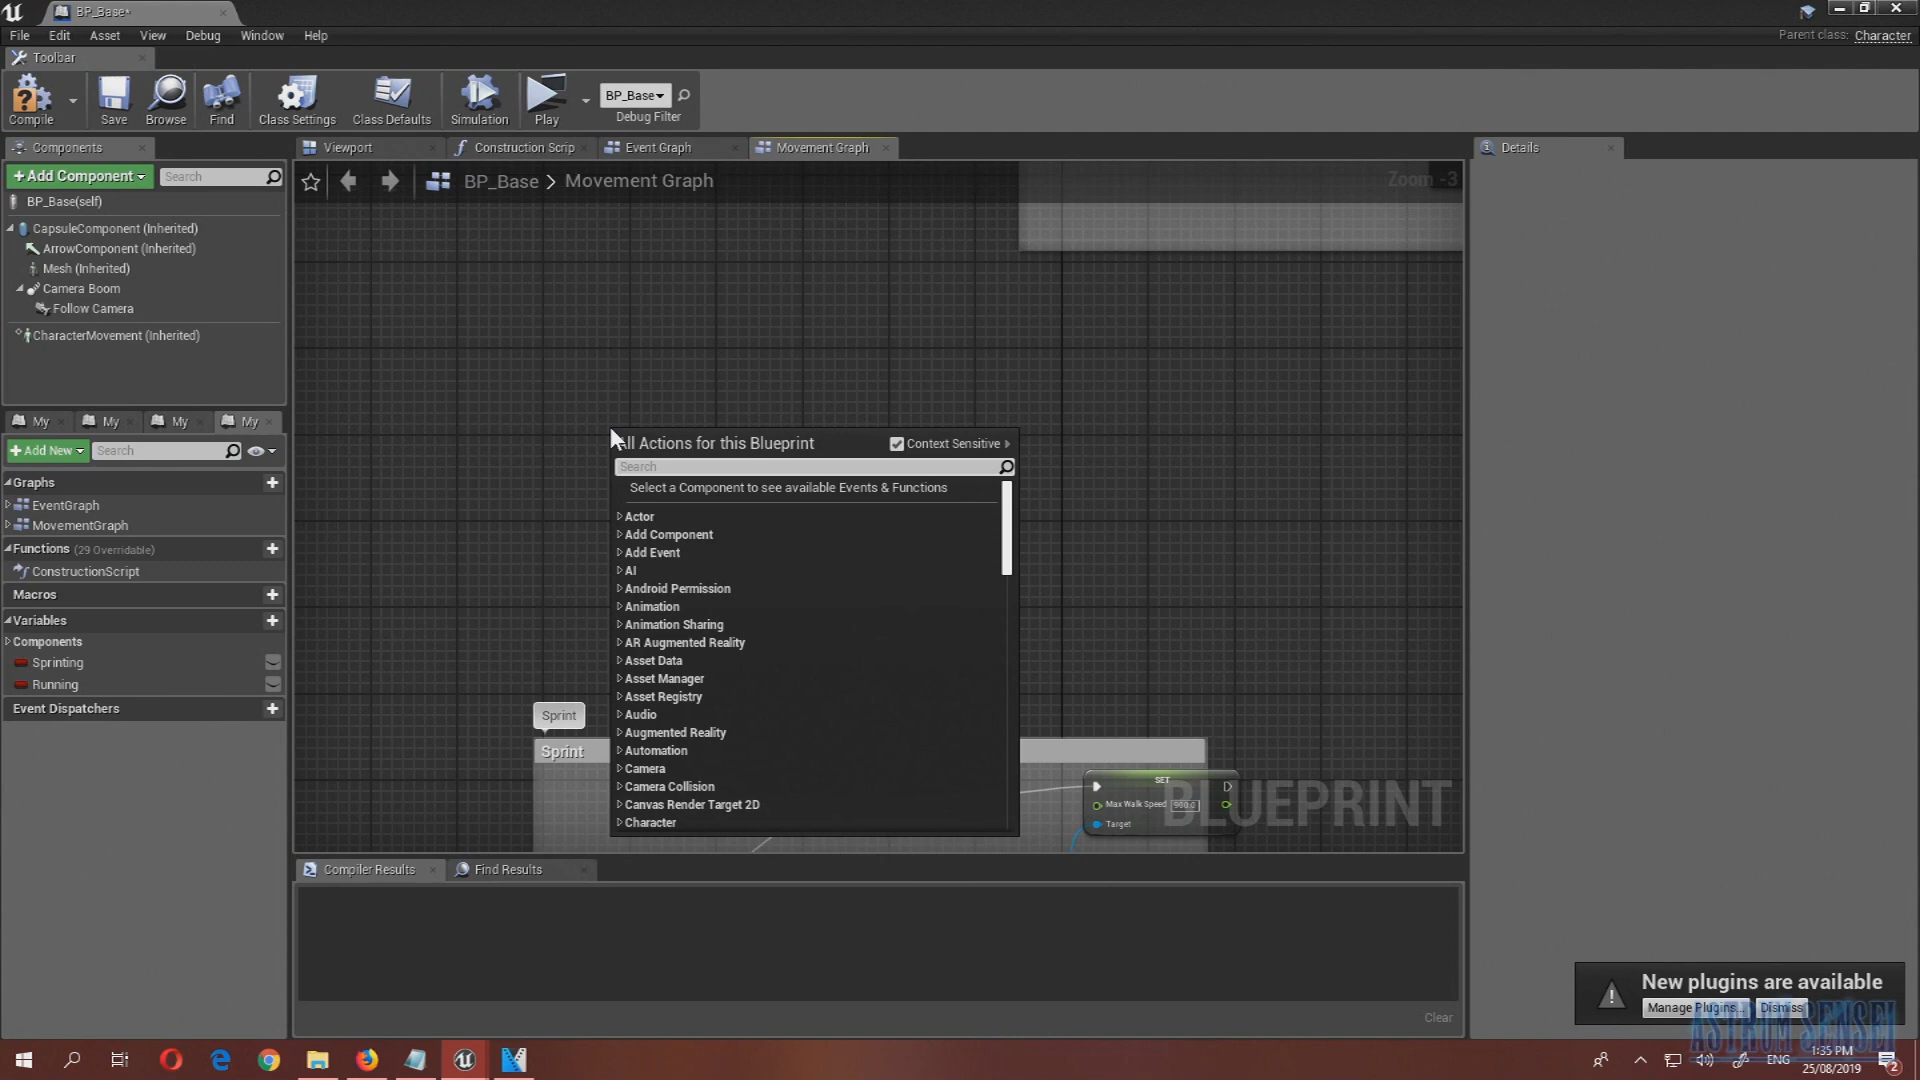 BP_Base*
File Edit Asset View Debug Window Help
Parent class: Character
Toolbar
Compile Save Browse Find Class Settings Class Defaults Simulation Play
BP_Base
Debug Filter
Components
Viewport Construction Scrip Event Graph Movement Graph Details
+Add Component Search
BP_Base > Movement Graph
Zoom -3
BP_Base(self)
CapsuleComponent (Inherited)
ArrowComponent (Inherited)
Mesh (Inherited)
Camera Boom
Follow Camera
CharacterMovement (Inherited)
My My My My
+Add New Search
Graphs
EventGraph
MovementGraph
Functions (29 Overridable)
ConstructionScript
Macros
Variables
Components
Sprinting
Running
Event Dispatchers
ll Actions for this Blueprint Context Sensitive
Search
Select a Component to see available Events & Functions
Actor
Add Component
Add Event
AI
Android Permission
Animation
Animation Sharing
AR Augmented Reality
Asset Data
Asset Manager
Asset Registry
Audio
Augmented Reality
Automation
Camera
Camera Collision
Canvas Render Target 2D
Character
Sprint
Sprint
SET
Max Walk Speed 900.0
Target
BLUEPRINT
Compiler Results Find Results
Clear
New plugins are available
Manage Plugins... Dismiss
ASTRUM SENSEI
ENG
1:35 PM
25/08/2019
2